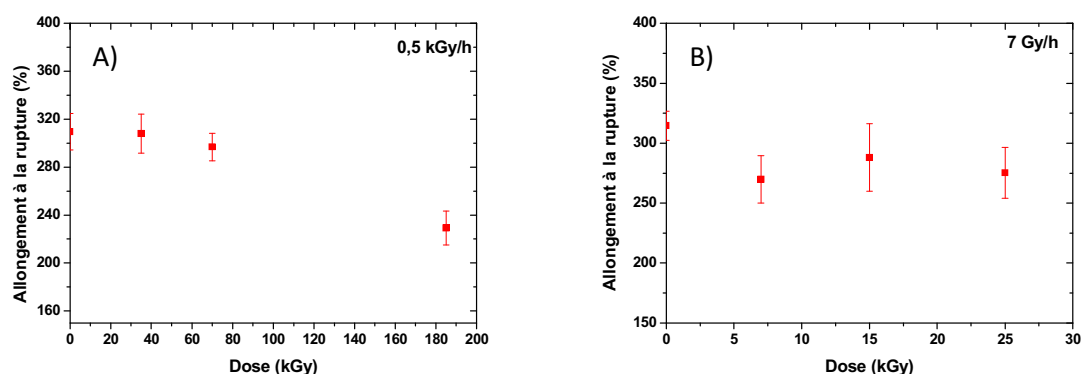 A)
0,5 kGy/h
Allongement à la rupture (%)
400
360
320
280
240
200
160
0 20 40 60 80 100 120 140 160 180 200
Dose (kGy)
B)
7 Gy/h
Allongement à la rupture (%)
400
350
300
250
200
150
0 5 10 15 20 25 30
Dose (kGy)